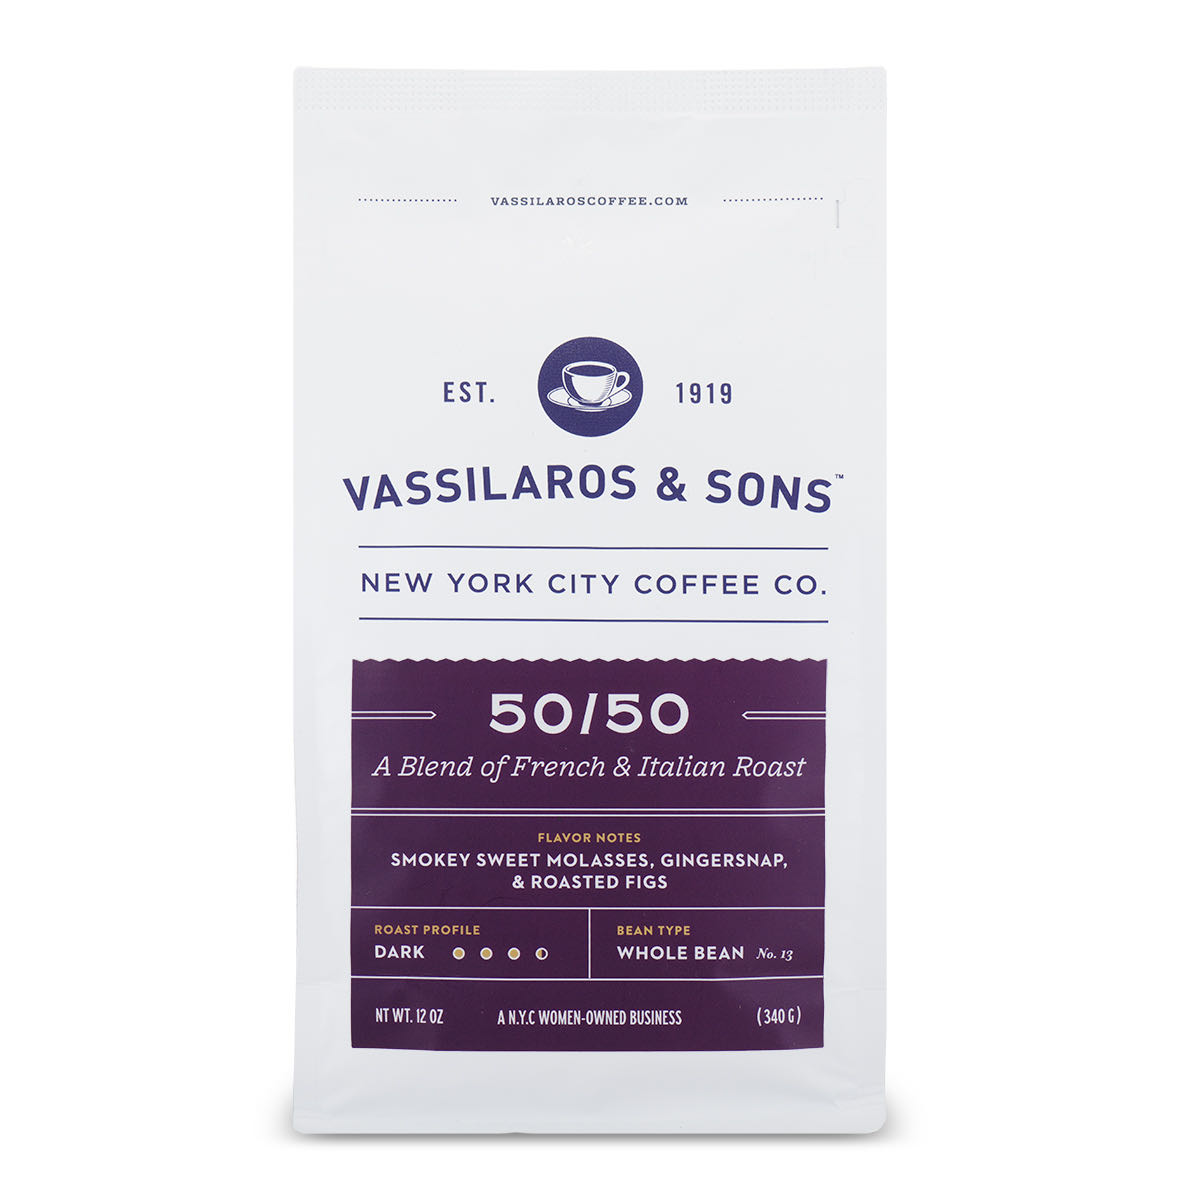 VASSILAROSCOFFEE.COM
EST. 1919
VASSILAROS & SONS™
NEW YORK CITY COFFEE CO.
50/50
A Blend of French & Italian Roast
FLAVOR NOTES
SMOKEY SWEET MOLASSES, GINGERSNAP,
& ROASTED FIGS
ROAST PROFILE
DARK
BEAN TYPE
WHOLE BEAN No. 13
NT WT. 12 OZ A N.Y.C WOMEN-OWNED BUSINESS (340 G)